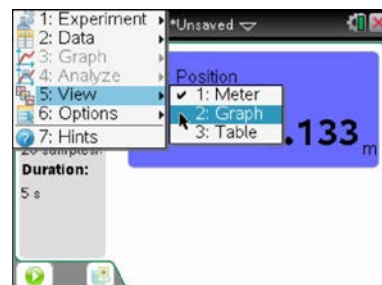 1: Experiment
2: Data
3: Graph
4: Analyze
5: View
6: Options
7: Hints
*Unsaved
Position
1: Meter
2: Graph
3: Table
.133
m
Duration:
5 s